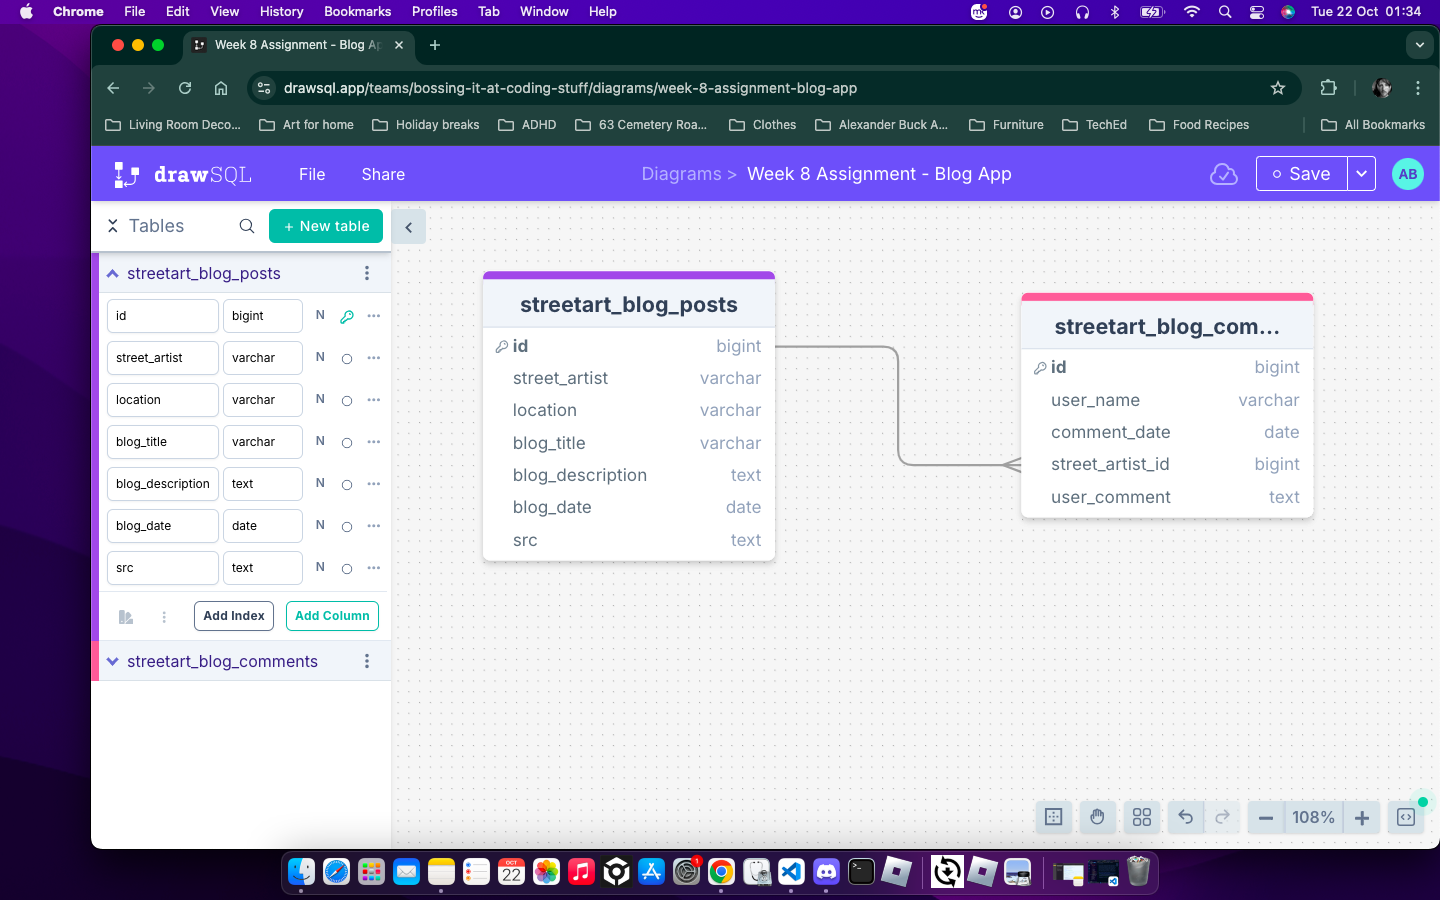 Chrome File Edit View History Bookmarks Profiles Tab Window Help Tue 22 Oct 01:34
Week 8 Assignment - Blog Ap
drawsql.app/teams/bossing-it-at-coding-stuff/diagrams/week-8-assignment-blog-app
Living Room Deco... Art for home Holiday breaks ADHD 63 Cemetery Roa... Clothes Alexander Buck A... Furniture TechEd Food Recipes All Bookmarks
drawSQL File Share Diagrams > Week 8 Assignment - Blog App Save AB
Tables + New table
streetart_blog_posts
id bigint N
street_artist varchar N
location varchar N
blog_title varchar N
blog_description text N
blog_date date N
src text N
Add Index Add Column
streetart_blog_comments
streetart_blog_posts
id bigint
street_artist varchar
location varchar
blog_title varchar
blog_description text
blog_date date
src text
streetart_blog_com...
id bigint
user_name varchar
comment_date date
street_artist_id bigint
user_comment text
108%
OCT
22
1